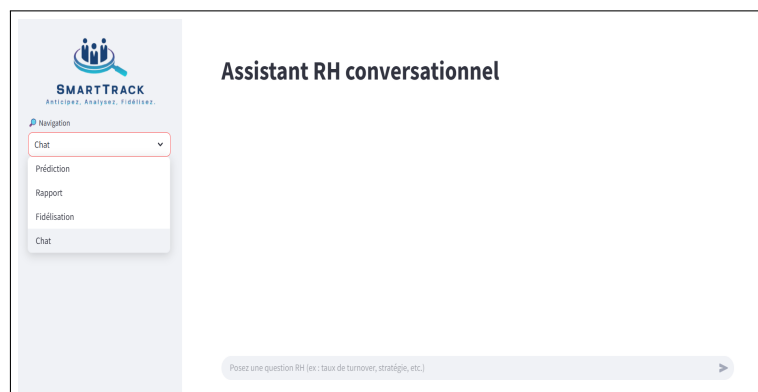 SMARTTRACK
Anticipez, Analysez, Fidélisez.
Navigation
Chat
Prédiction
Rapport
Fidélisation
Chat
Assistant RH conversationnel
Posez une question RH (ex : taux de turnover, stratégie, etc.)